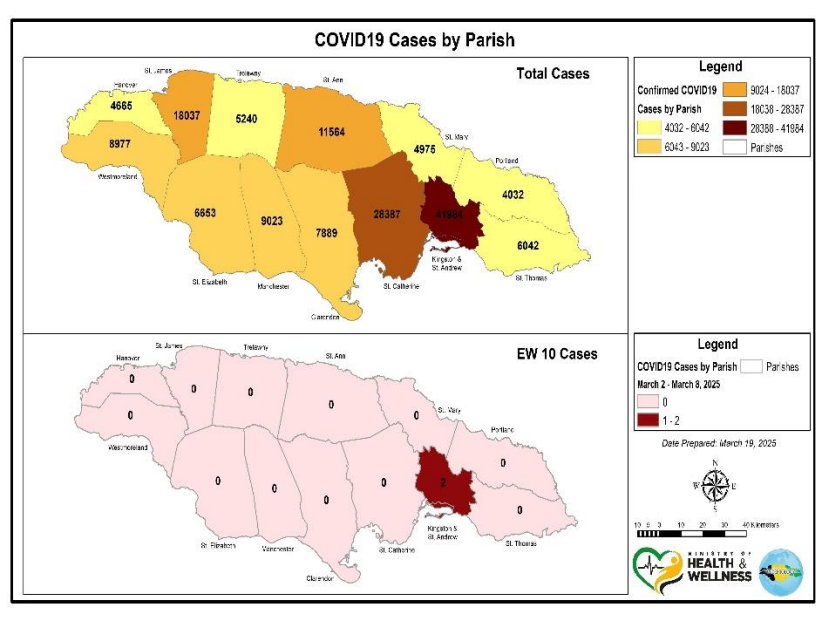 COVID19 Cases by Parish
Total Cases
St. James
Trelawny
St. Ann
Hanover
4665
18037
5240
11564
St. Mary
4975
Portland
8977
Westmoreland
4032
6653
9023
7889
28387
41984
6042
Kingston &
St. Andrew
St. Thomas
St. Elizabeth
Manchester
St. Catherine
Clarendon
Legend
Confirmed COVID19
Cases by Parish
4032 - 6042
6043 - 9023
9024 - 18037
18038 - 28387
28388 - 41984
Parishes
EW 10 Cases
St. James
Trelawny
St. Ann
Hanover
0
0
0
0
0
St. Mary
0
Portland
Westmoreland
0
0
0
0
0
2
0
Kingston &
St. Andrew
St. Thomas
St. Elizabeth
Manchester
St. Catherine
Clarendon
Legend
COVID19 Cases by Parish
Parishes
March 2 - March 8, 2025
0
1 - 2
Date Prepared: March 19, 2025
N
W E
S
10 5 0 10 20 30 40 Kilometers
MINISTRY OF
HEALTH &
WELLNESS